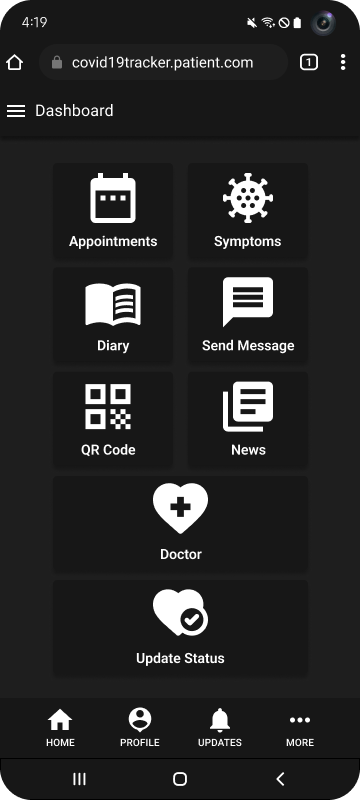 4:19
covid19tracker.patient.com
1
Dashboard
Appointments
Symptoms
Diary
Send Message
QR Code
News
Doctor
Update Status
HOME
PROFILE
UPDATES
MORE